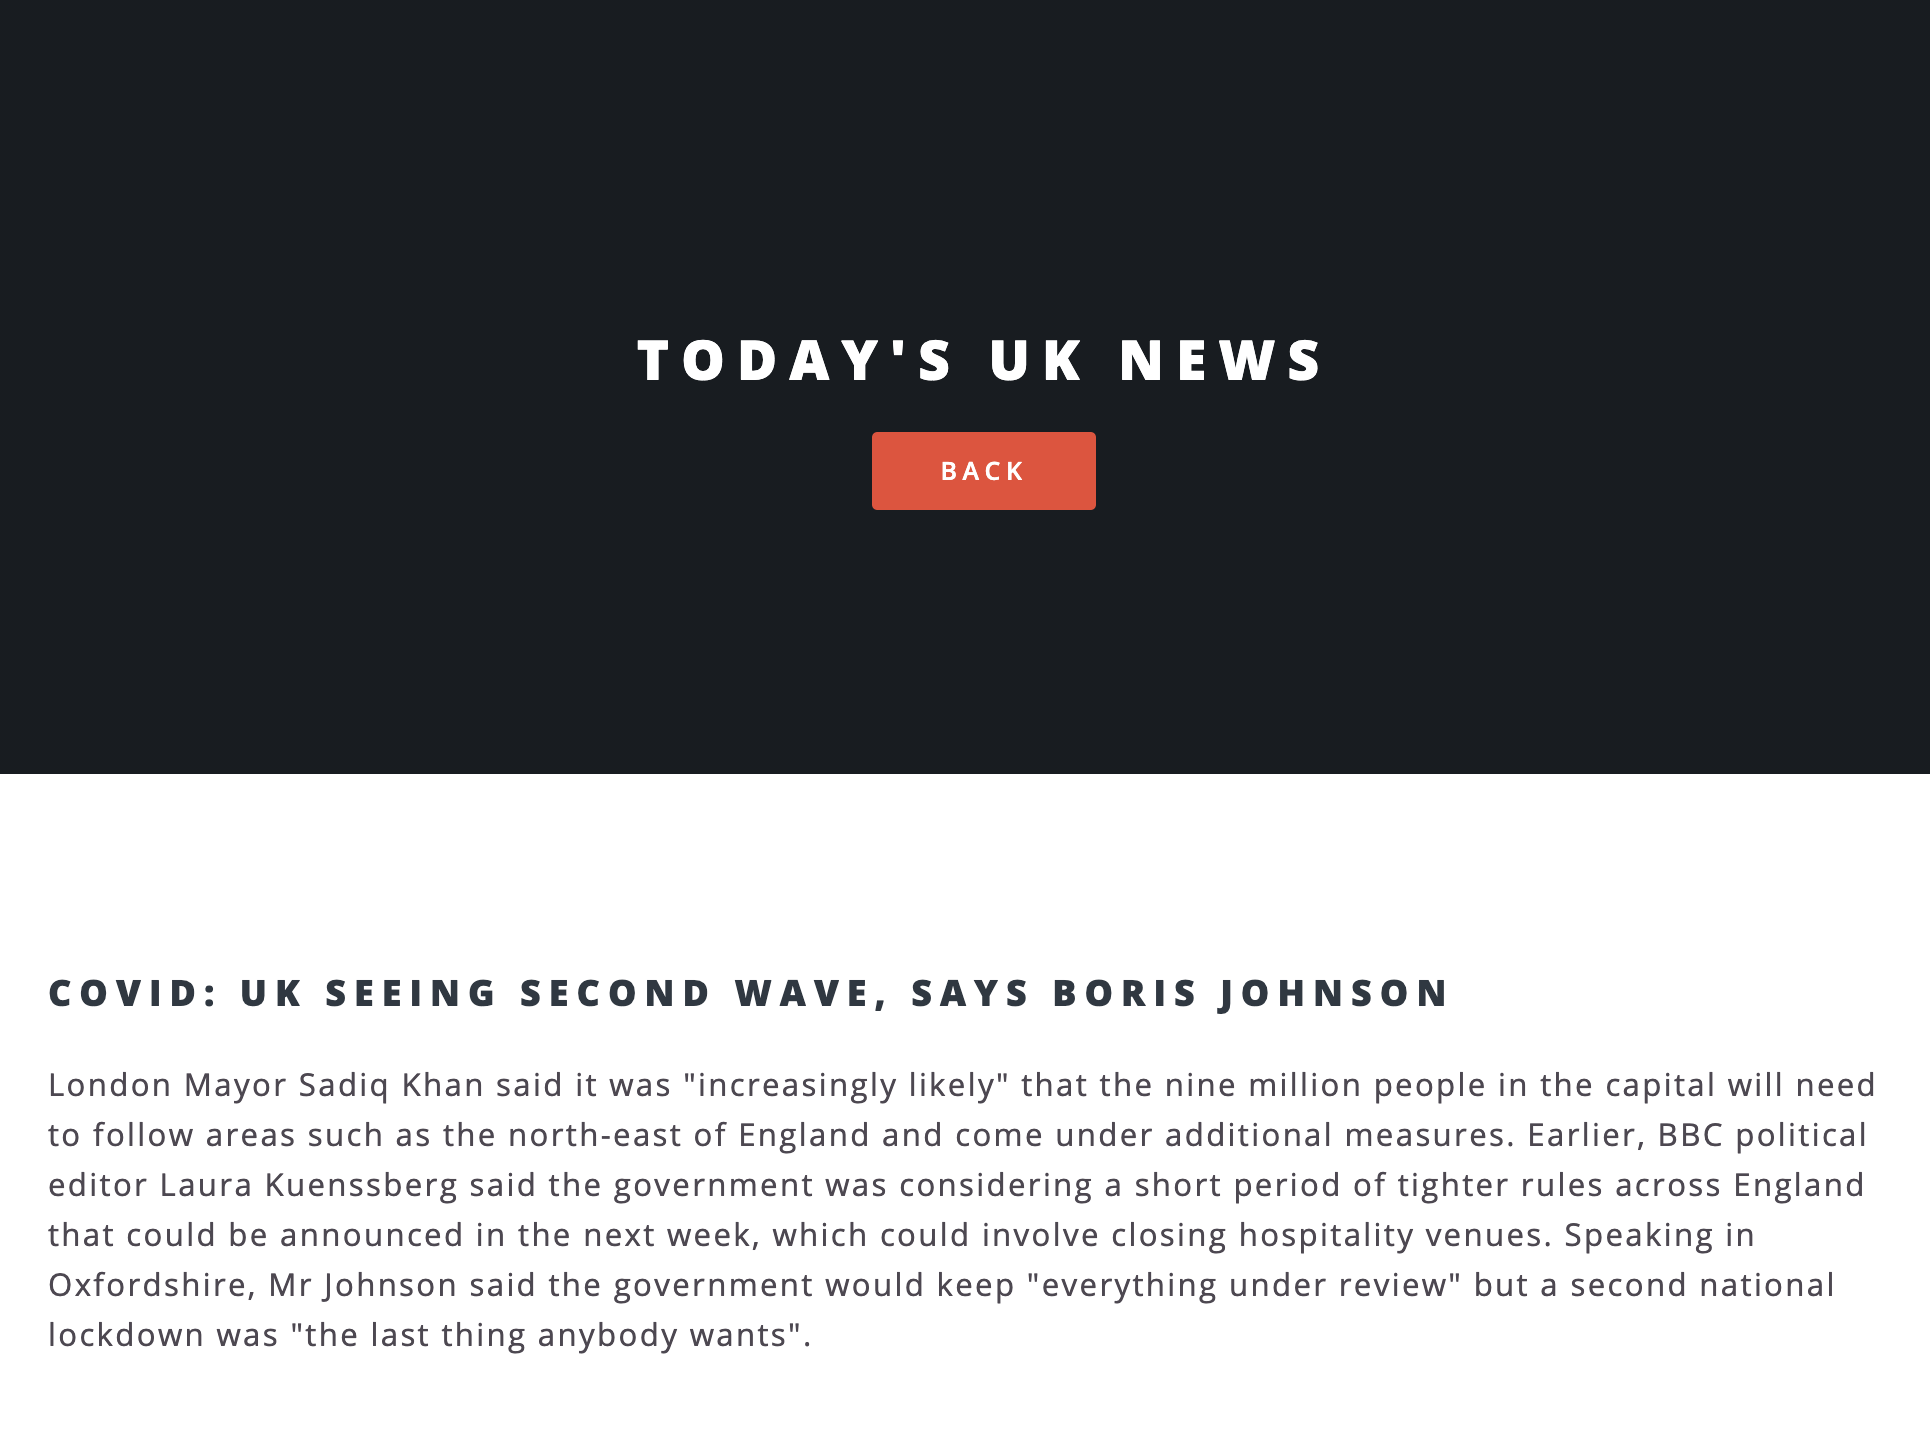 TODAY'S UK NEWS
BACK
COVID: UK SEEING SECOND WAVE, SAYS BORIS JOHNSON
London Mayor Sadiq Khan said it was "increasingly likely" that the nine million people in the capital will need
to follow areas such as the north-east of England and come under additional measures. Earlier, BBC political
editor Laura Kuenssberg said the government was considering a short period of tighter rules across England
that could be announced in the next week, which could involve closing hospitality venues. Speaking in
Oxfordshire, Mr Johnson said the government would keep "everything under review" but a second national
lockdown was "the last thing anybody wants".